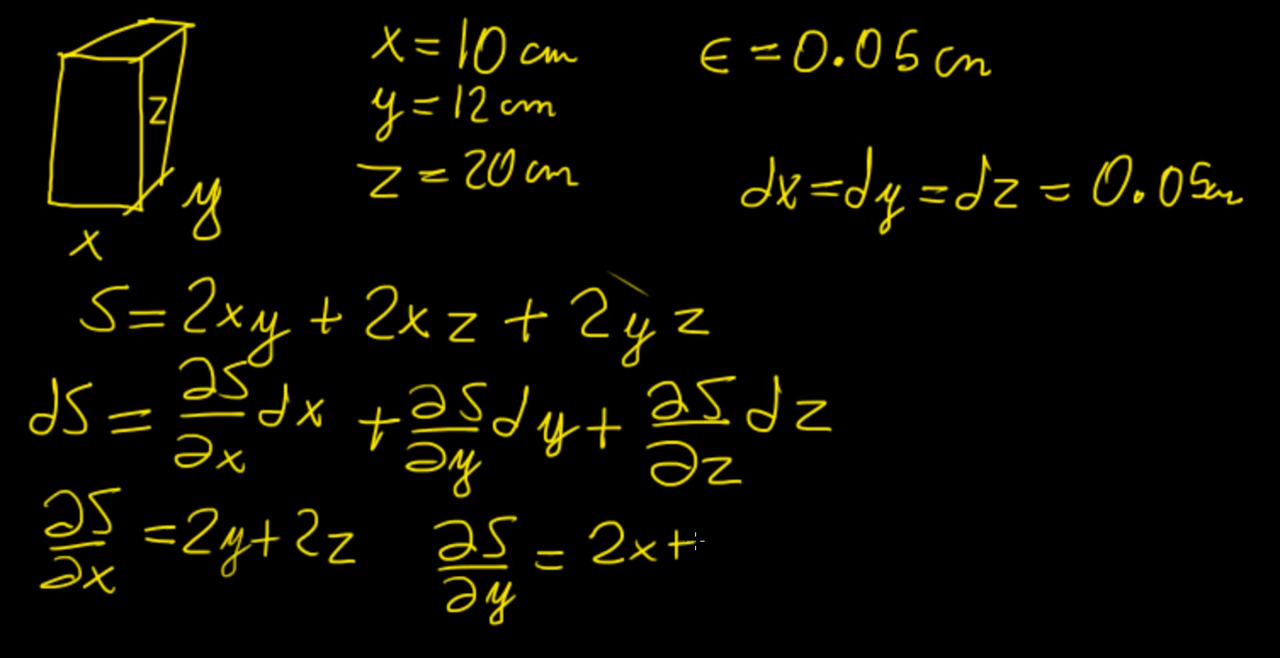 x = 10 cm
y = 12 cm
z = 20 cm
ϵ = 0.05 cm
dx = dy = dz = 0.05 cm
z
y
x
S = 2xy + 2xz + 2yz
dS = ∂S/∂x dx + ∂S/∂y dy + ∂S/∂z dz
∂S/∂x = 2y + 2z ∂S/∂y = 2x +